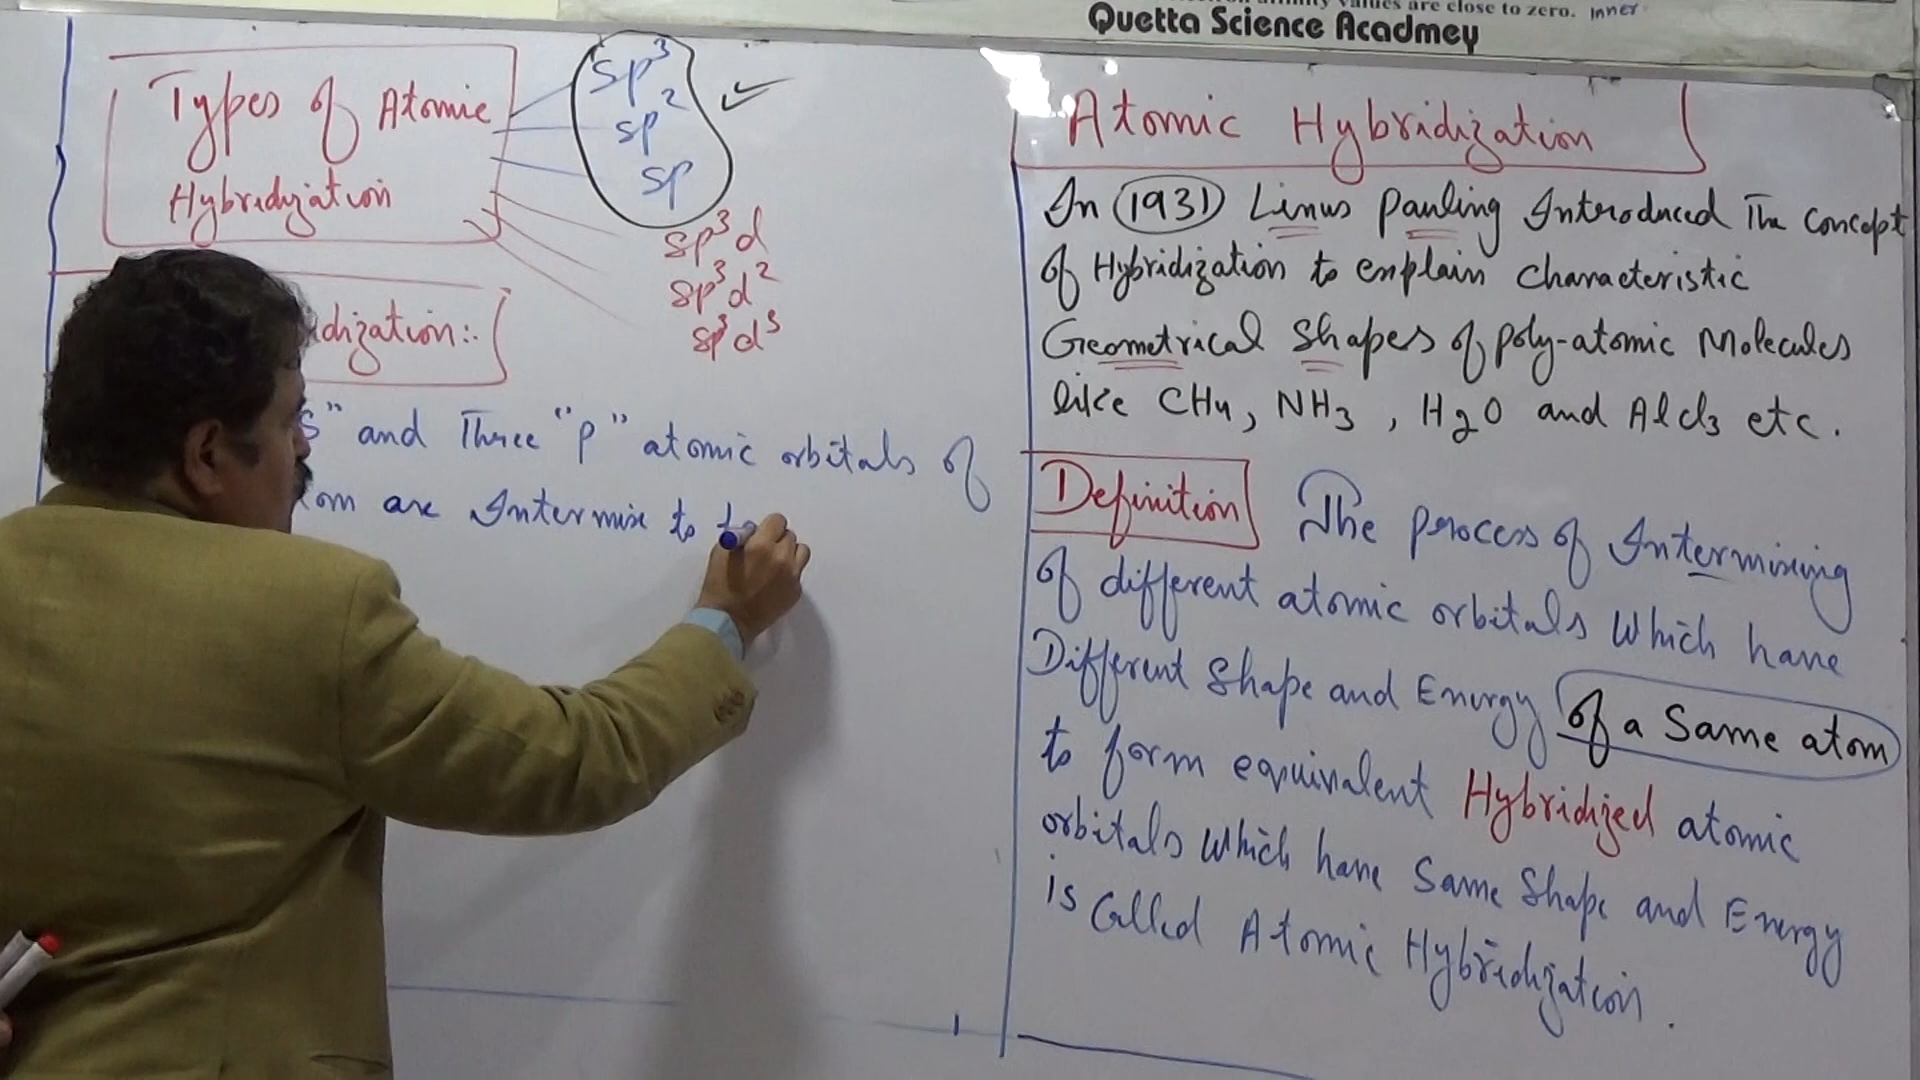 values are close to zero. Inner
Quetta Science Acadmey
Types of Atomic
Hybridization
sp³
sp²
sp
sp³d
sp³d²
sp³d³
dization:-
S" and Three "p" atomic orbitals of
om are Intermix to
Atomic Hybridization
In (1931) Linus Pauling Introduced The concept
of Hybridization to explain characteristic
Geometrical Shapes of poly-atomic Molecules
like CH4, NH3, H2O and AlCl3 etc.
Definition The process of Intermixing
of different atomic orbitals which have
Different Shape and Energy of a Same atom
to form equivalent Hybridized atomic
orbitals which have Same Shape and Energy
is Called Atomic Hybridization.